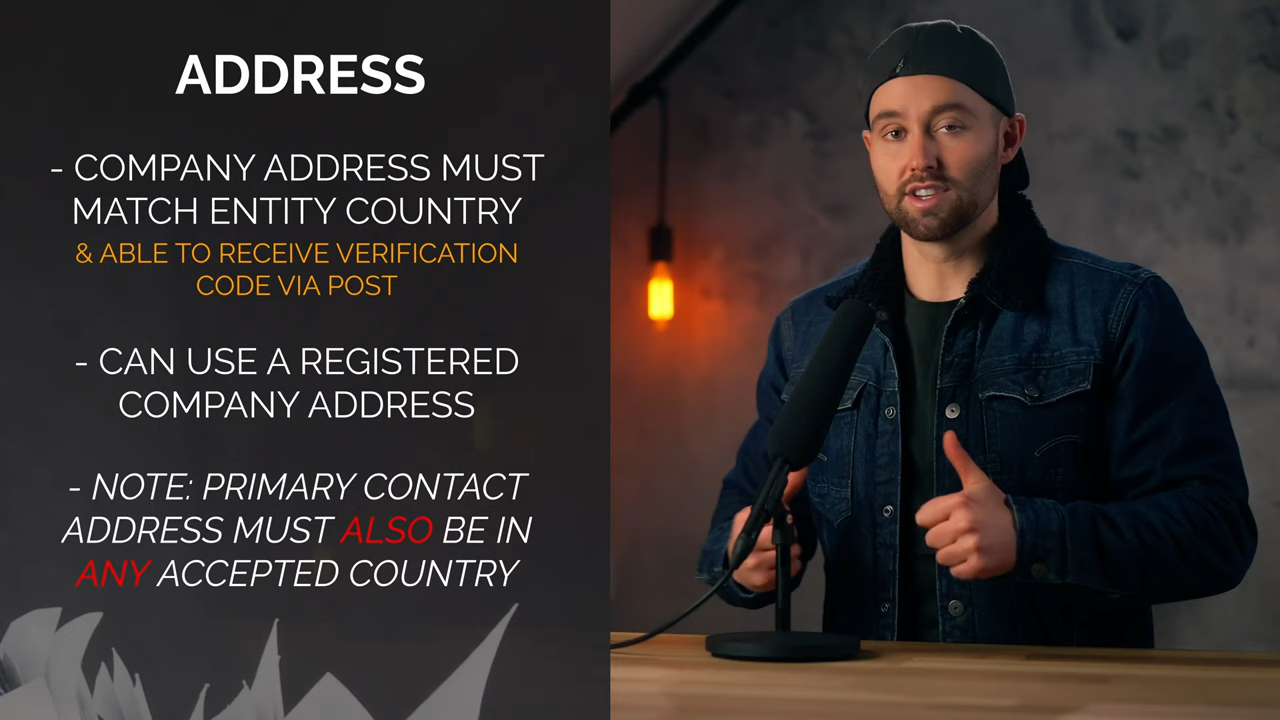 ADDRESS
- COMPANY ADDRESS MUST
MATCH ENTITY COUNTRY
& ABLE TO RECEIVE VERIFICATION
CODE VIA POST
- CAN USE A REGISTERED
COMPANY ADDRESS
- NOTE: PRIMARY CONTACT
ADDRESS MUST ALSO BE IN
ANY ACCEPTED COUNTRY